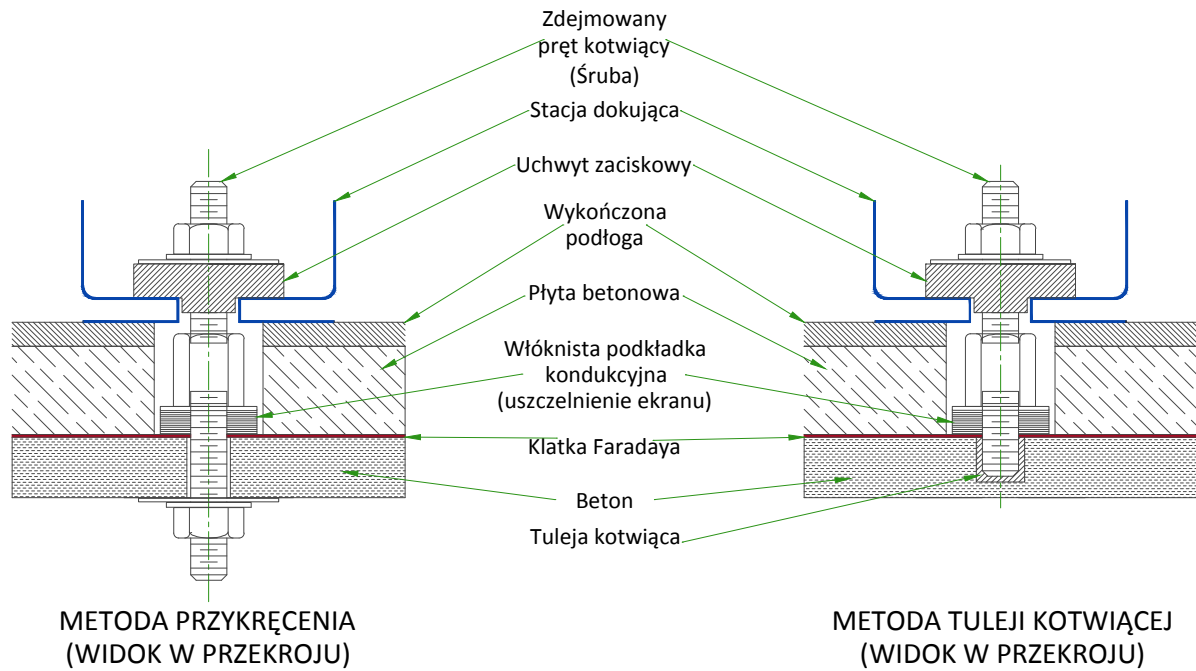 Zdejmowany
pręt kotwiący
(Śruba)
Stacja dokująca
Uchwyt zaciskowy
Wykończona
podłoga
Płyta betonowa
Włóknista podkładka
kondukcyjna
(uszczelnienie ekranu)
Klatka Faradaya
Beton
Tuleja kotwiąca
METODA PRZYKRĘCENIA
(WIDOK W PRZEKROJU)
METODA TULEJI KOTWIĄCEJ
(WIDOK W PRZEKROJU)